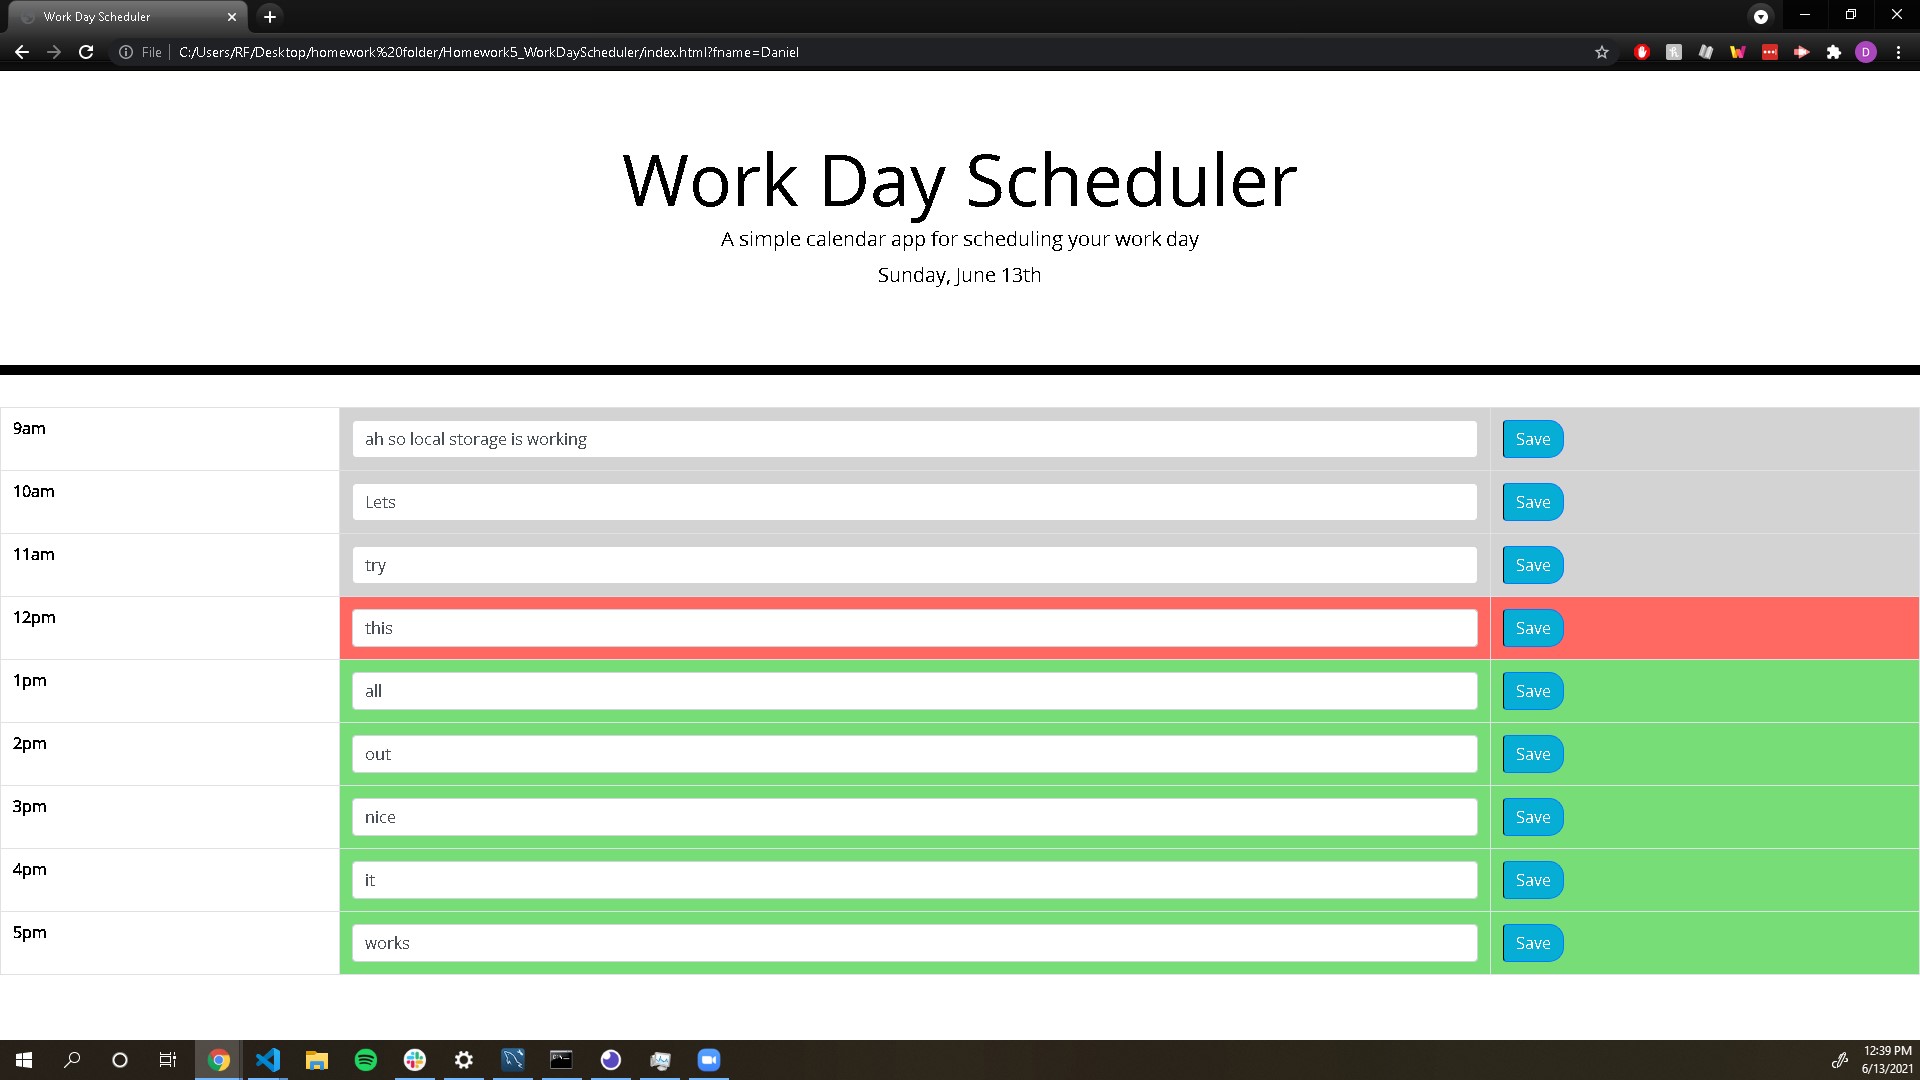 Work Day Scheduler
File C:/Users/RF/Desktop/homework%20folder/Homework5_WorkDayScheduler/index.html?fname=Daniel
D
Work Day Scheduler
A simple calendar app for scheduling your work day
Sunday, June 13th
9am ah so local storage is working Save
10am Lets Save
11am try Save
12pm this Save
1pm all Save
2pm out Save
3pm nice Save
4pm it Save
5pm works Save
12:39 PM
6/13/2021